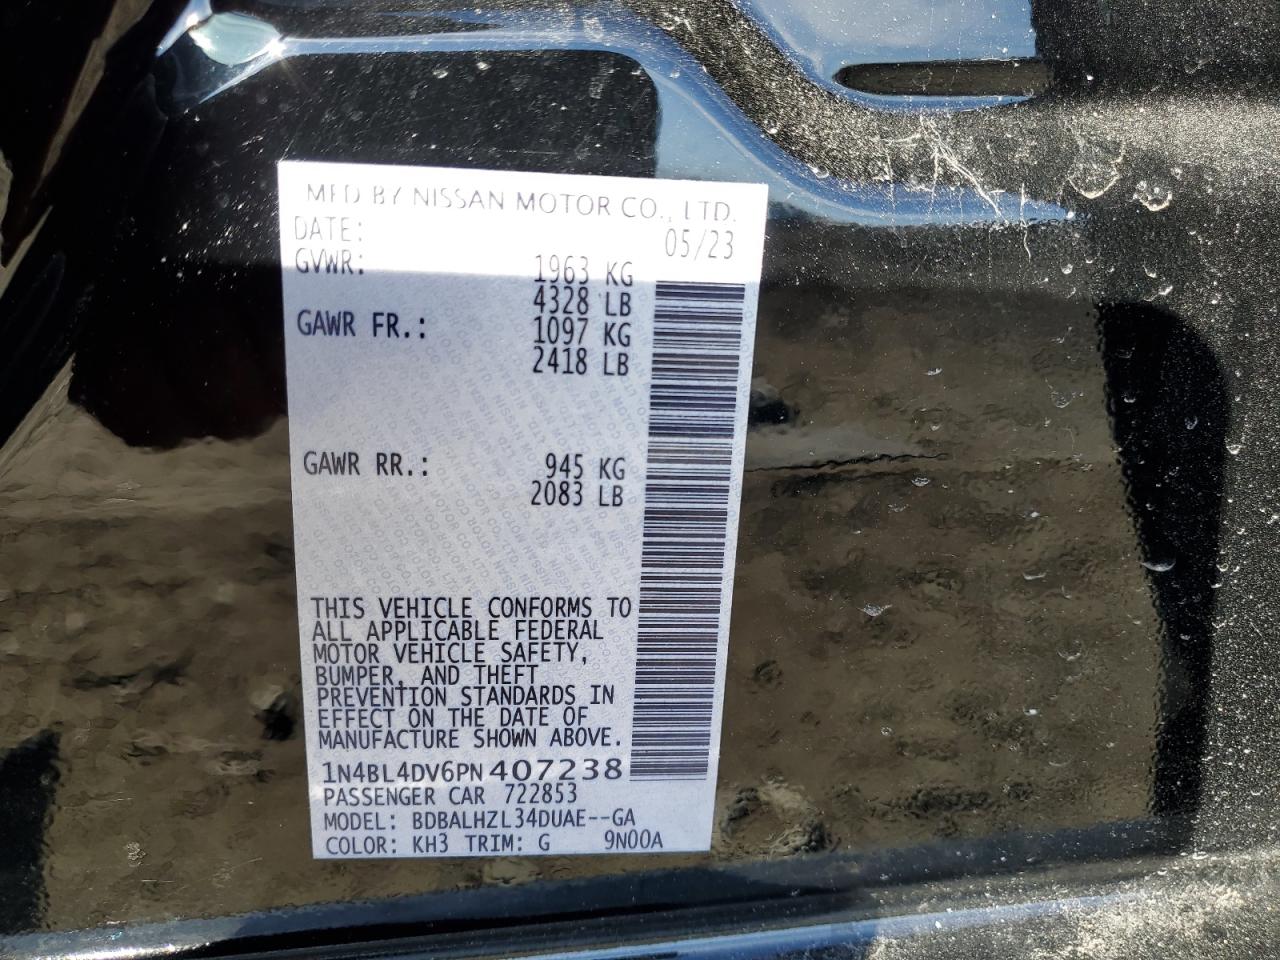 MFD BY NISSAN MOTOR CO., LTD.
DATE: 05/23
GVWR: 1963 KG
4328 LB
GAWR FR.: 1097 KG
2418 LB
GAWR RR.: 945 KG
2083 LB
THIS VEHICLE CONFORMS TO
ALL APPLICABLE FEDERAL
MOTOR VEHICLE SAFETY,
BUMPER, AND THEFT
PREVENTION STANDARDS IN
EFFECT ON THE DATE OF
MANUFACTURE SHOWN ABOVE.
1N4BL4DV6PN407238
PASSENGER CAR 722853
MODEL: BDBALHZL34DUAE--GA
COLOR: KH3 TRIM: G 9N00A